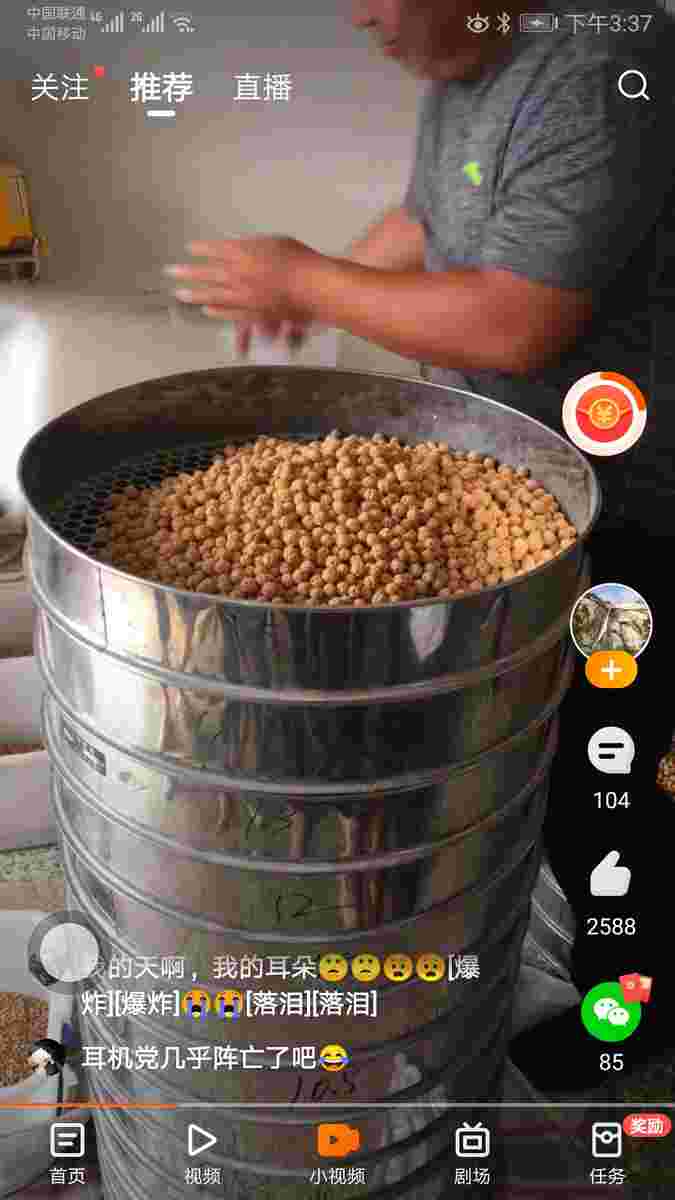 中国联通 4G 2G
中国移动
下午3:37
关注 推荐 直播
104
2588
我的天啊，我的耳朵😟😟😧😧[爆
炸][爆炸]😭😭[落泪][落泪]
耳机党几乎阵亡了吧😂
85
12
10.5
奖励
首页 视频 小视频 剧场 任务